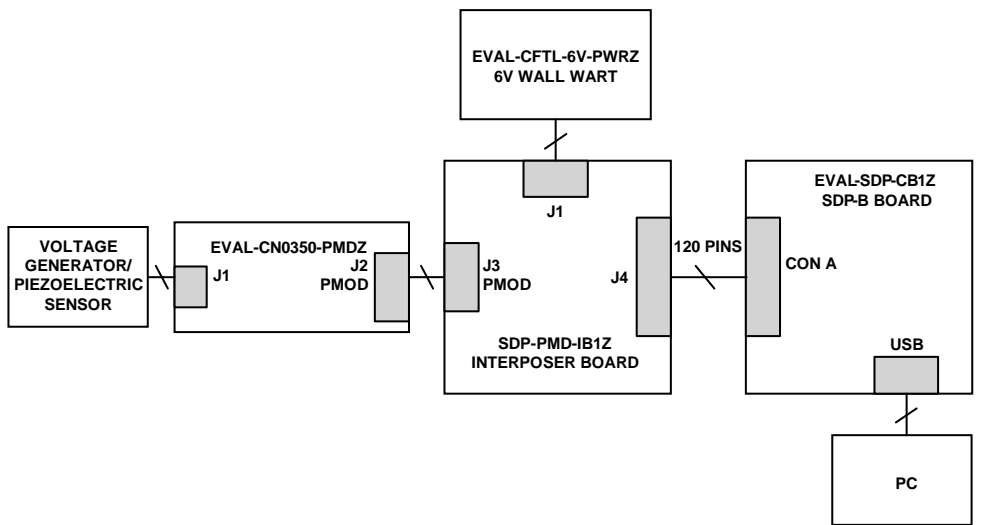 EVAL-CFTL-6V-PWRZ
6V WALL WART
J1
EVAL-SDP-CB1Z
SDP-B BOARD
VOLTAGE
GENERATOR/
PIEZOELECTRIC
SENSOR
EVAL-CN0350-PMDZ
J1
J2
PMOD
J3
PMOD
J4
120 PINS
CON A
SDP-PMD-IB1Z
INTERPOSER BOARD
USB
PC